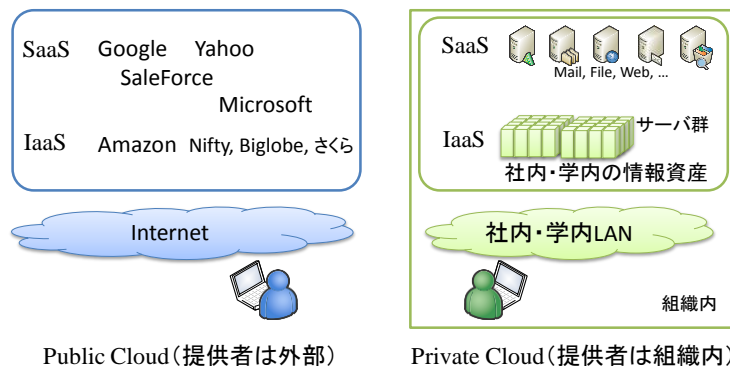 SaaS Google Yahoo
SaleForce
Microsoft
IaaS Amazon Nifty, Biglobe, さくら
Internet
Public Cloud(提供者は外部)
SaaS
Mail, File, Web, ...
IaaS サーバ群
社内・学内の情報資産
社内・学内LAN
組織内
Private Cloud(提供者は組織内)